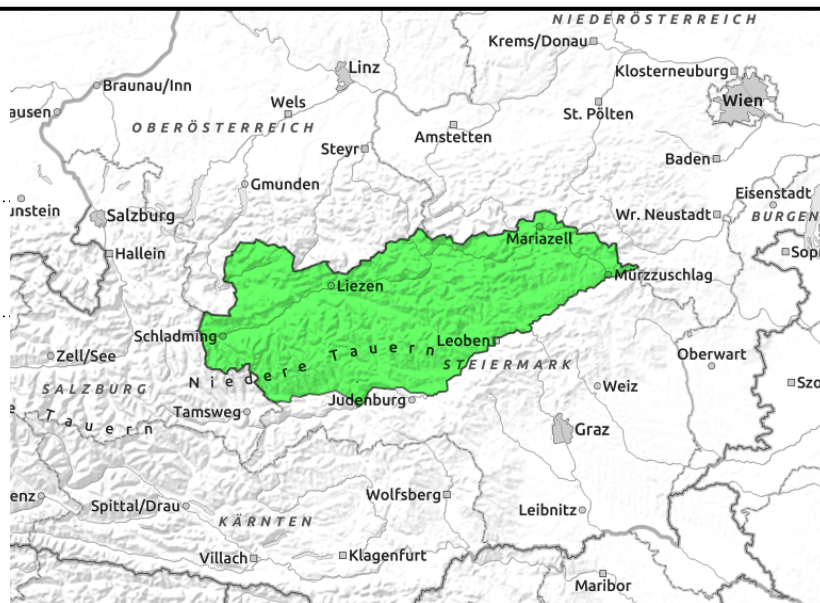 NIEDERÖSTERREICH
Krems/Donau
Linz
Klosterneuburg
Braunau/Inn
Wels
Wien
ausen
St. Pölten
OBERÖSTERREICH
Amstetten
Steyr
Baden
Gmunden
Eisenstadt
unstein
Salzburg
Wr. Neustadt
BURGEN
Mariazell
Hallein
Sopr
Mürzzuschlag
Liezen
Schladming
Leoben
Zell/See
Niedere Tauern
STEIERMARK
Oberwart
SALZBURG
Weiz
Szo
Judenburg
Tamsweg
e
Tauern
Graz
enz
Wolfsberg
Spittal/Drau
Leibnitz
KÄRNTEN
Villach
Klagenfurt
Maribor